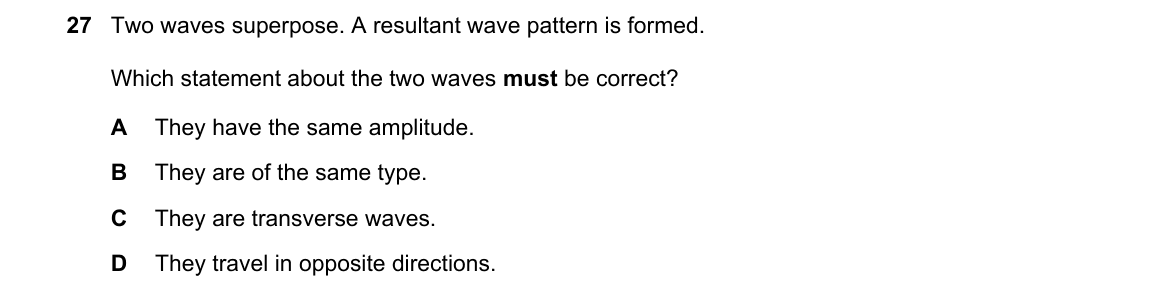 27 Two waves superpose. A resultant wave pattern is formed.
Which statement about the two waves must be correct?
A They have the same amplitude.
B They are of the same type.
C They are transverse waves.
D They travel in opposite directions.